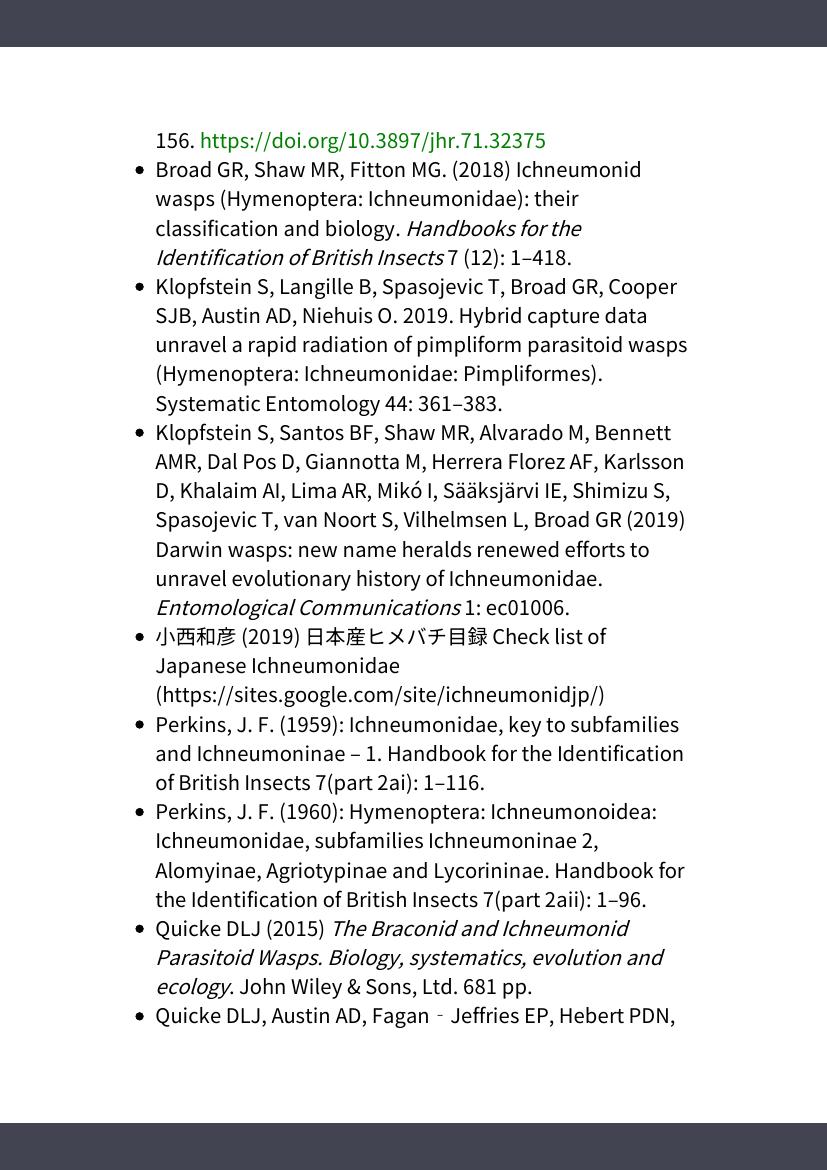 156. https://doi.org/10.3897/jhr.71.32375
• Broad GR, Shaw MR, Fitton MG. (2018) Ichneumonid
wasps (Hymenoptera: Ichneumonidae): their
classification and biology. Handbooks for the
Identification of British Insects 7 (12): 1–418.
• Klopfstein S, Langille B, Spasojevic T, Broad GR, Cooper
SJB, Austin AD, Niehuis O. 2019. Hybrid capture data
unravel a rapid radiation of pimpliform parasitoid wasps
(Hymenoptera: Ichneumonidae: Pimpliformes).
Systematic Entomology 44: 361–383.
• Klopfstein S, Santos BF, Shaw MR, Alvarado M, Bennett
AMR, Dal Pos D, Giannotta M, Herrera Florez AF, Karlsson
D, Khalaim AI, Lima AR, Mikó I, Sääksjärvi IE, Shimizu S,
Spasojevic T, van Noort S, Vilhelmsen L, Broad GR (2019)
Darwin wasps: new name heralds renewed efforts to
unravel evolutionary history of Ichneumonidae.
Entomological Communications 1: ec01006.
• 小西和彦 (2019) 日本産ヒメバチ目録 Check list of
Japanese Ichneumonidae
(https://sites.google.com/site/ichneumonidjp/)
• Perkins, J. F. (1959): Ichneumonidae, key to subfamilies
and Ichneumoninae – 1. Handbook for the Identification
of British Insects 7(part 2ai): 1–116.
• Perkins, J. F. (1960): Hymenoptera: Ichneumonoidea:
Ichneumonidae, subfamilies Ichneumoninae 2,
Alomyinae, Agriotypinae and Lycorininae. Handbook for
the Identification of British Insects 7(part 2aii): 1–96.
• Quicke DLJ (2015) The Braconid and Ichneumonid
Parasitoid Wasps. Biology, systematics, evolution and
ecology. John Wiley & Sons, Ltd. 681 pp.
• Quicke DLJ, Austin AD, Fagan‐Jeffries EP, Hebert PDN,